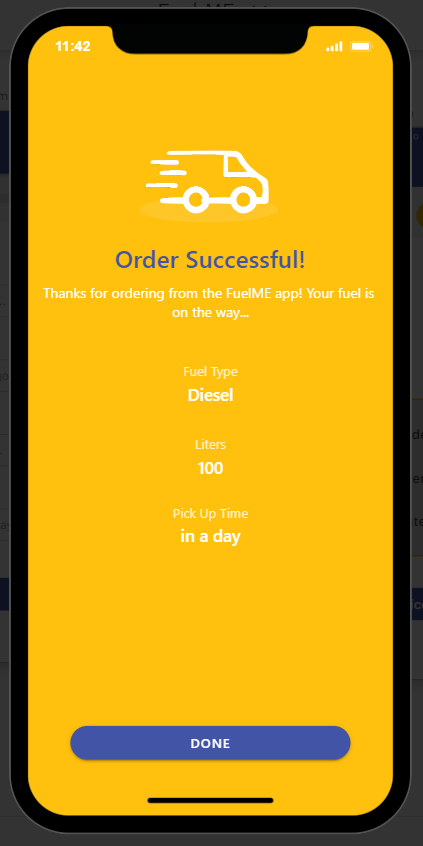 11:42
Order Successful!
Thanks for ordering from the FuelME app! Your fuel is
on the way...
Fuel Type
Diesel
Liters
100
Pick Up Time
in a day
DONE